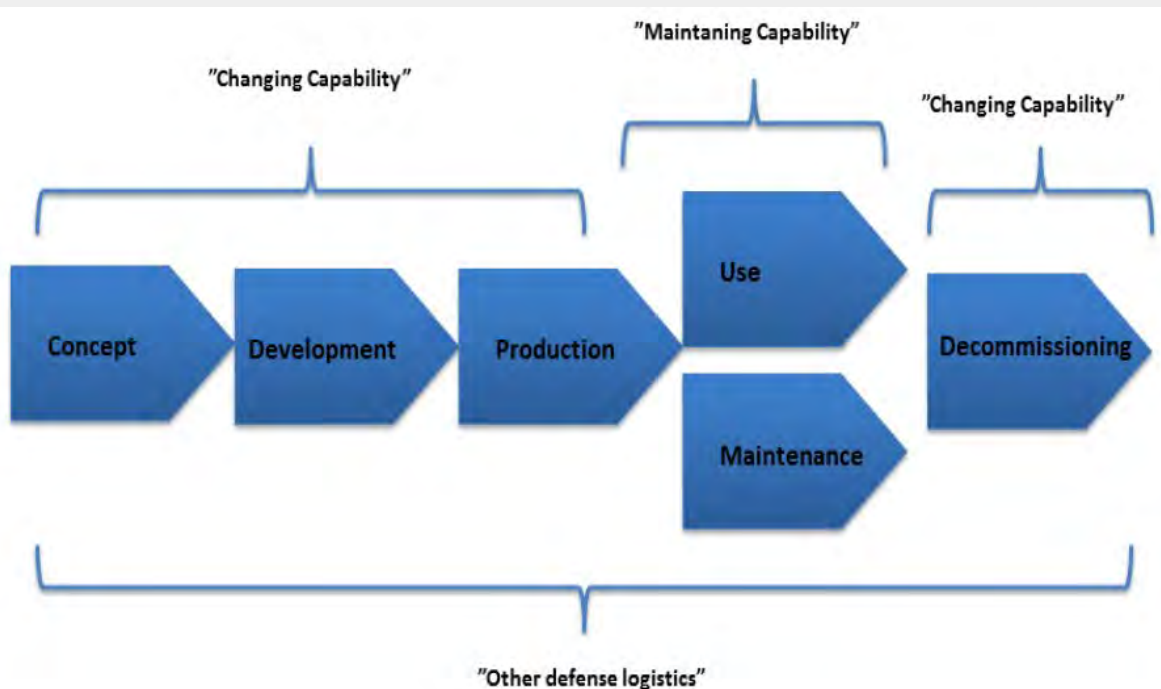 ”Maintaning Capability”
”Changing Capability”
”Changing Capability”
Use
Concept
Development
Production
Decommissioning
Maintenance
”Other defense logistics”